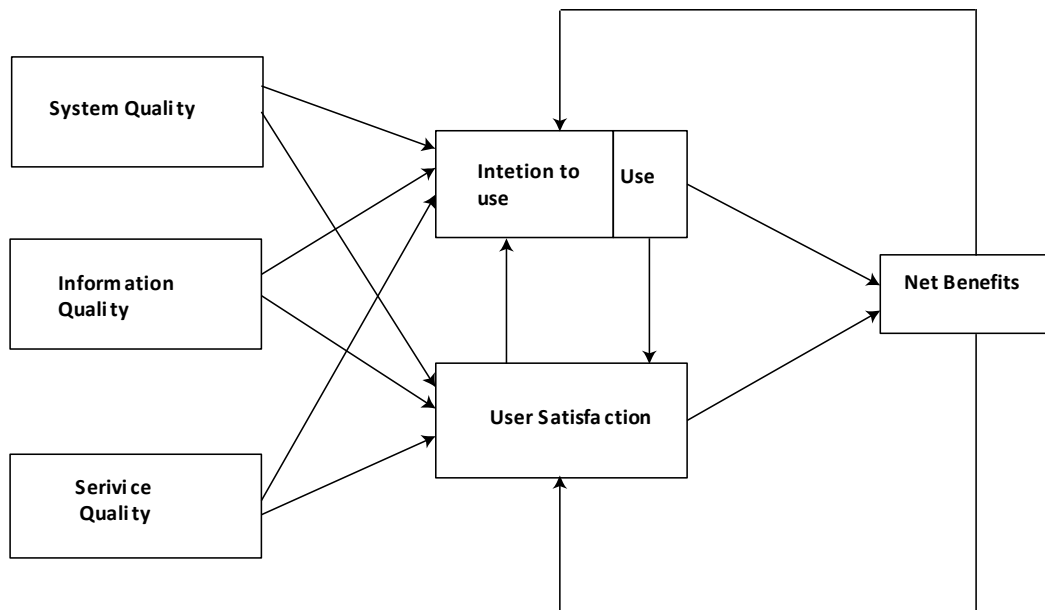 System Quality
Intetion to
use
Use
Information
Quality
Net Benefits
User Satisfaction
Serivice
Quality